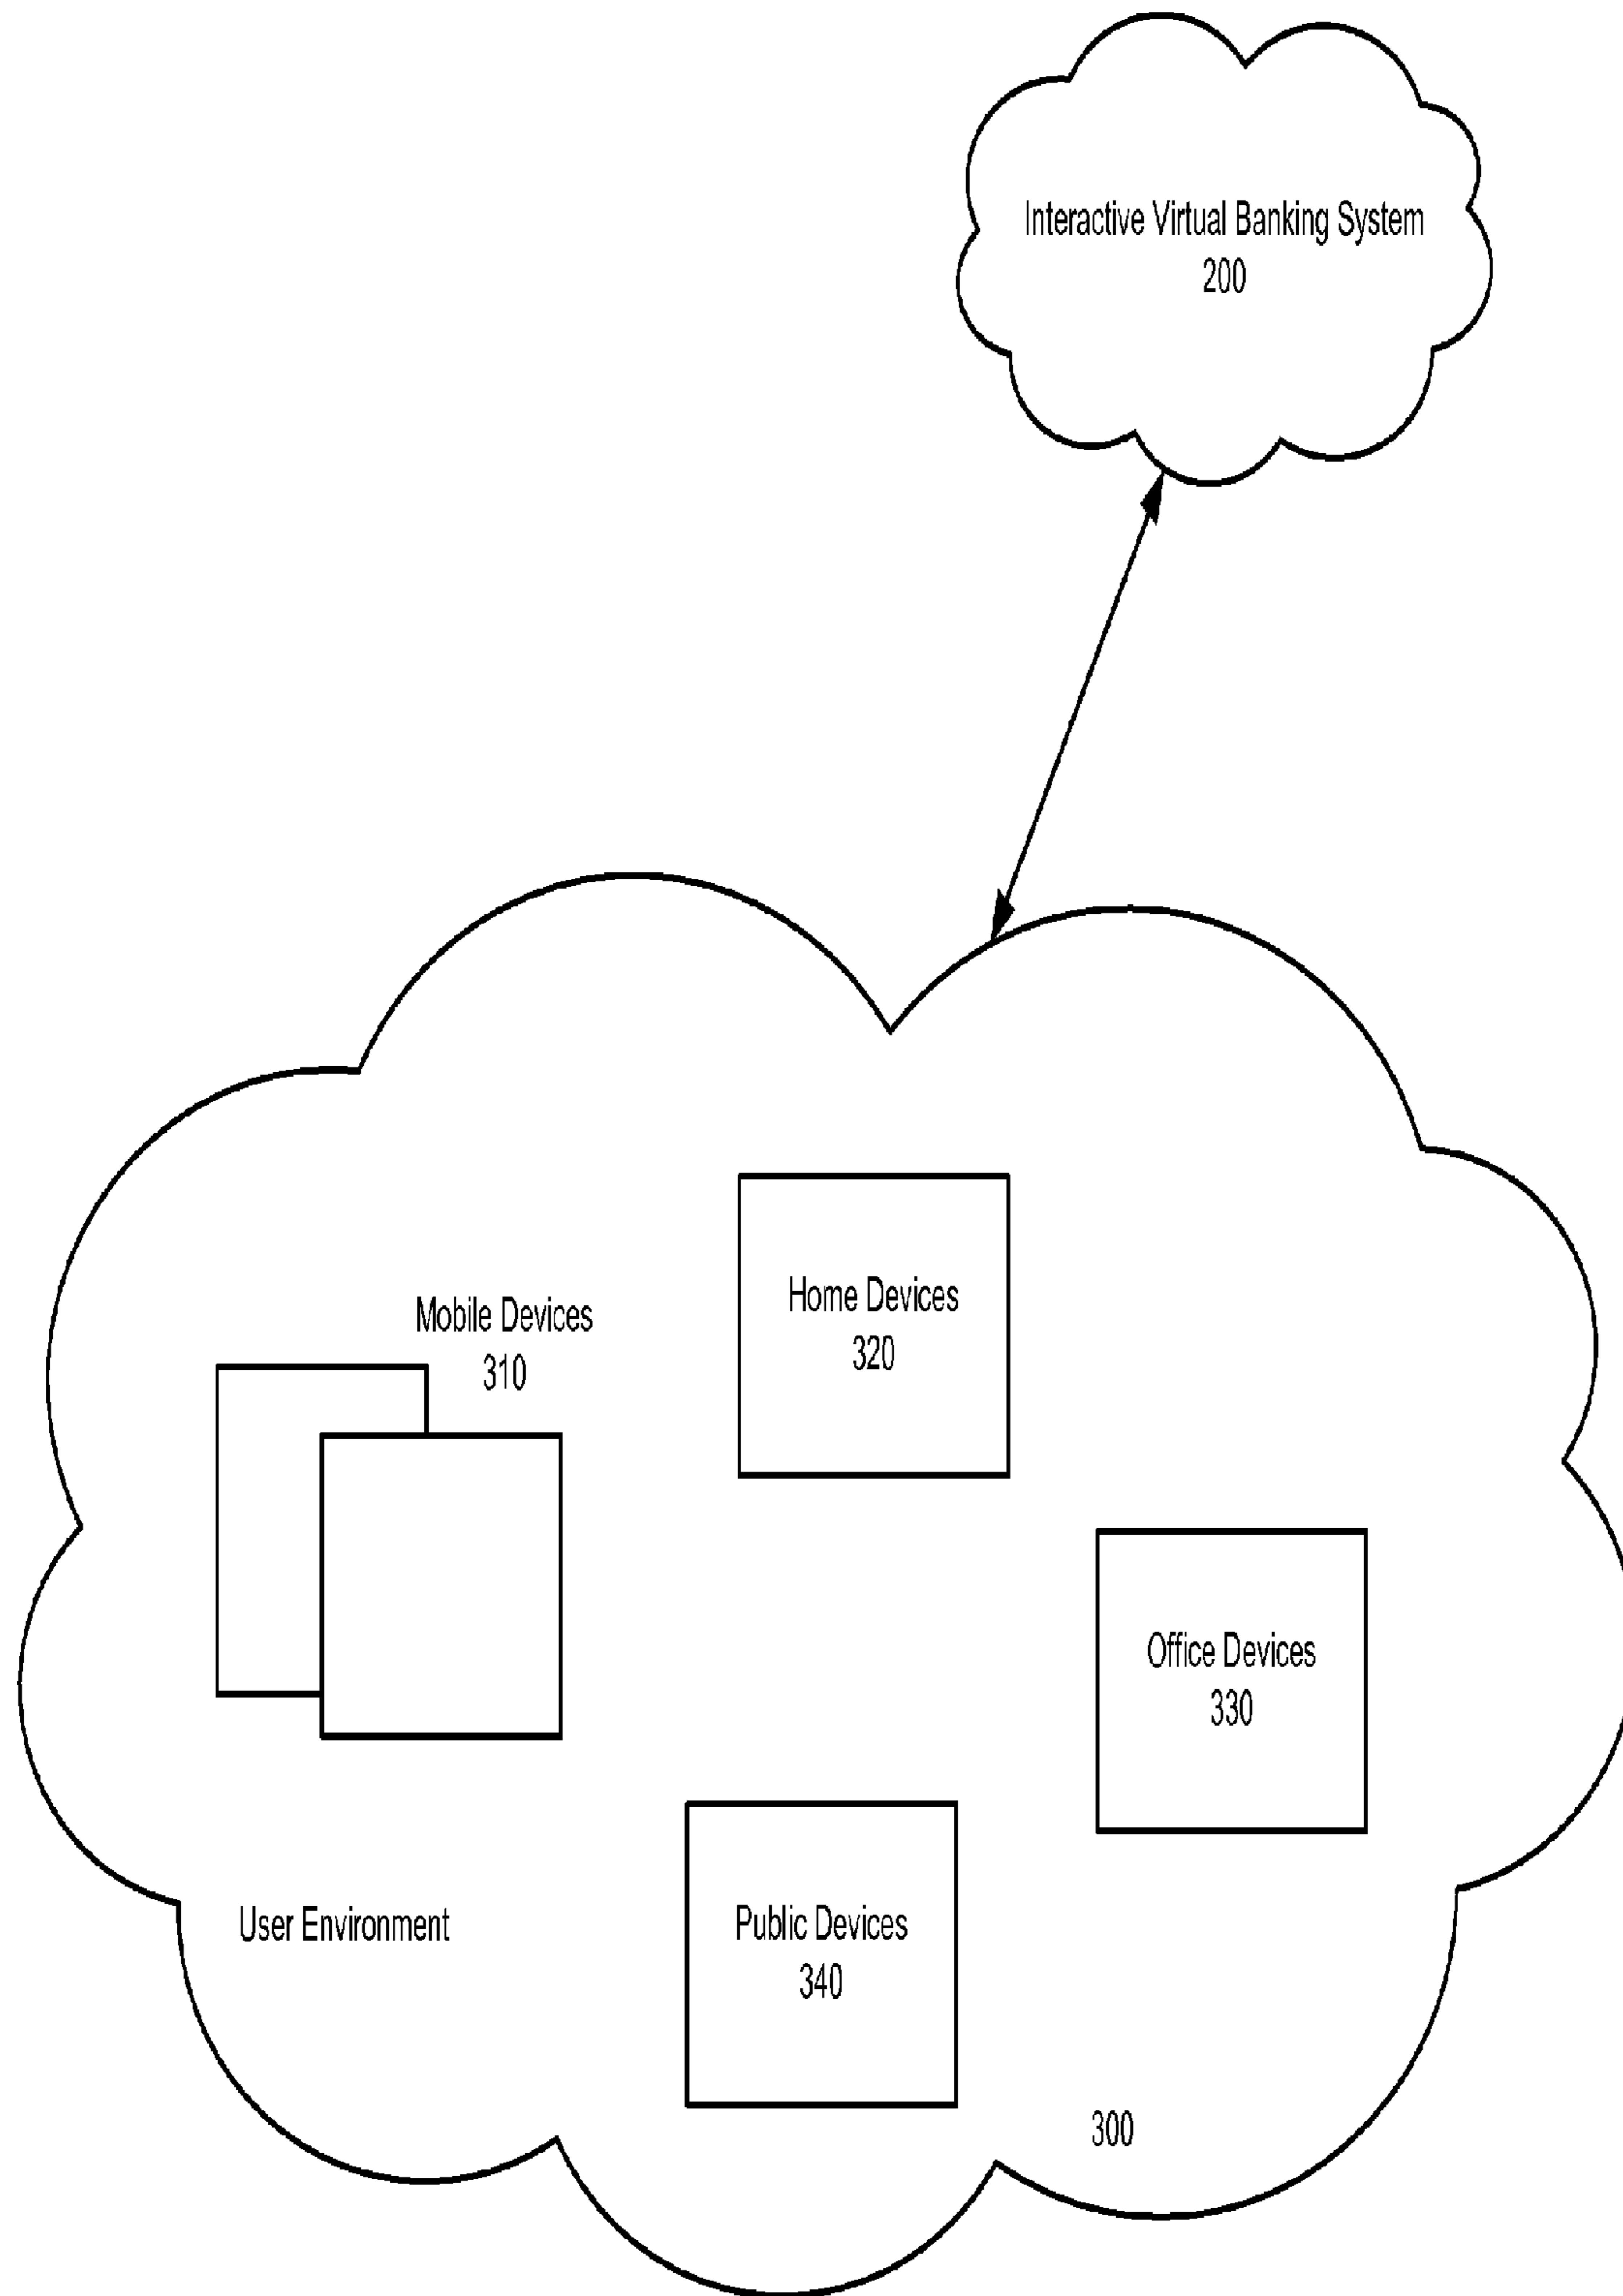 Interactive Virtual Banking System
200
Home Devices
320
Mobile Devices
310
Office Devices
330
User Environment
Public Devices
340
300